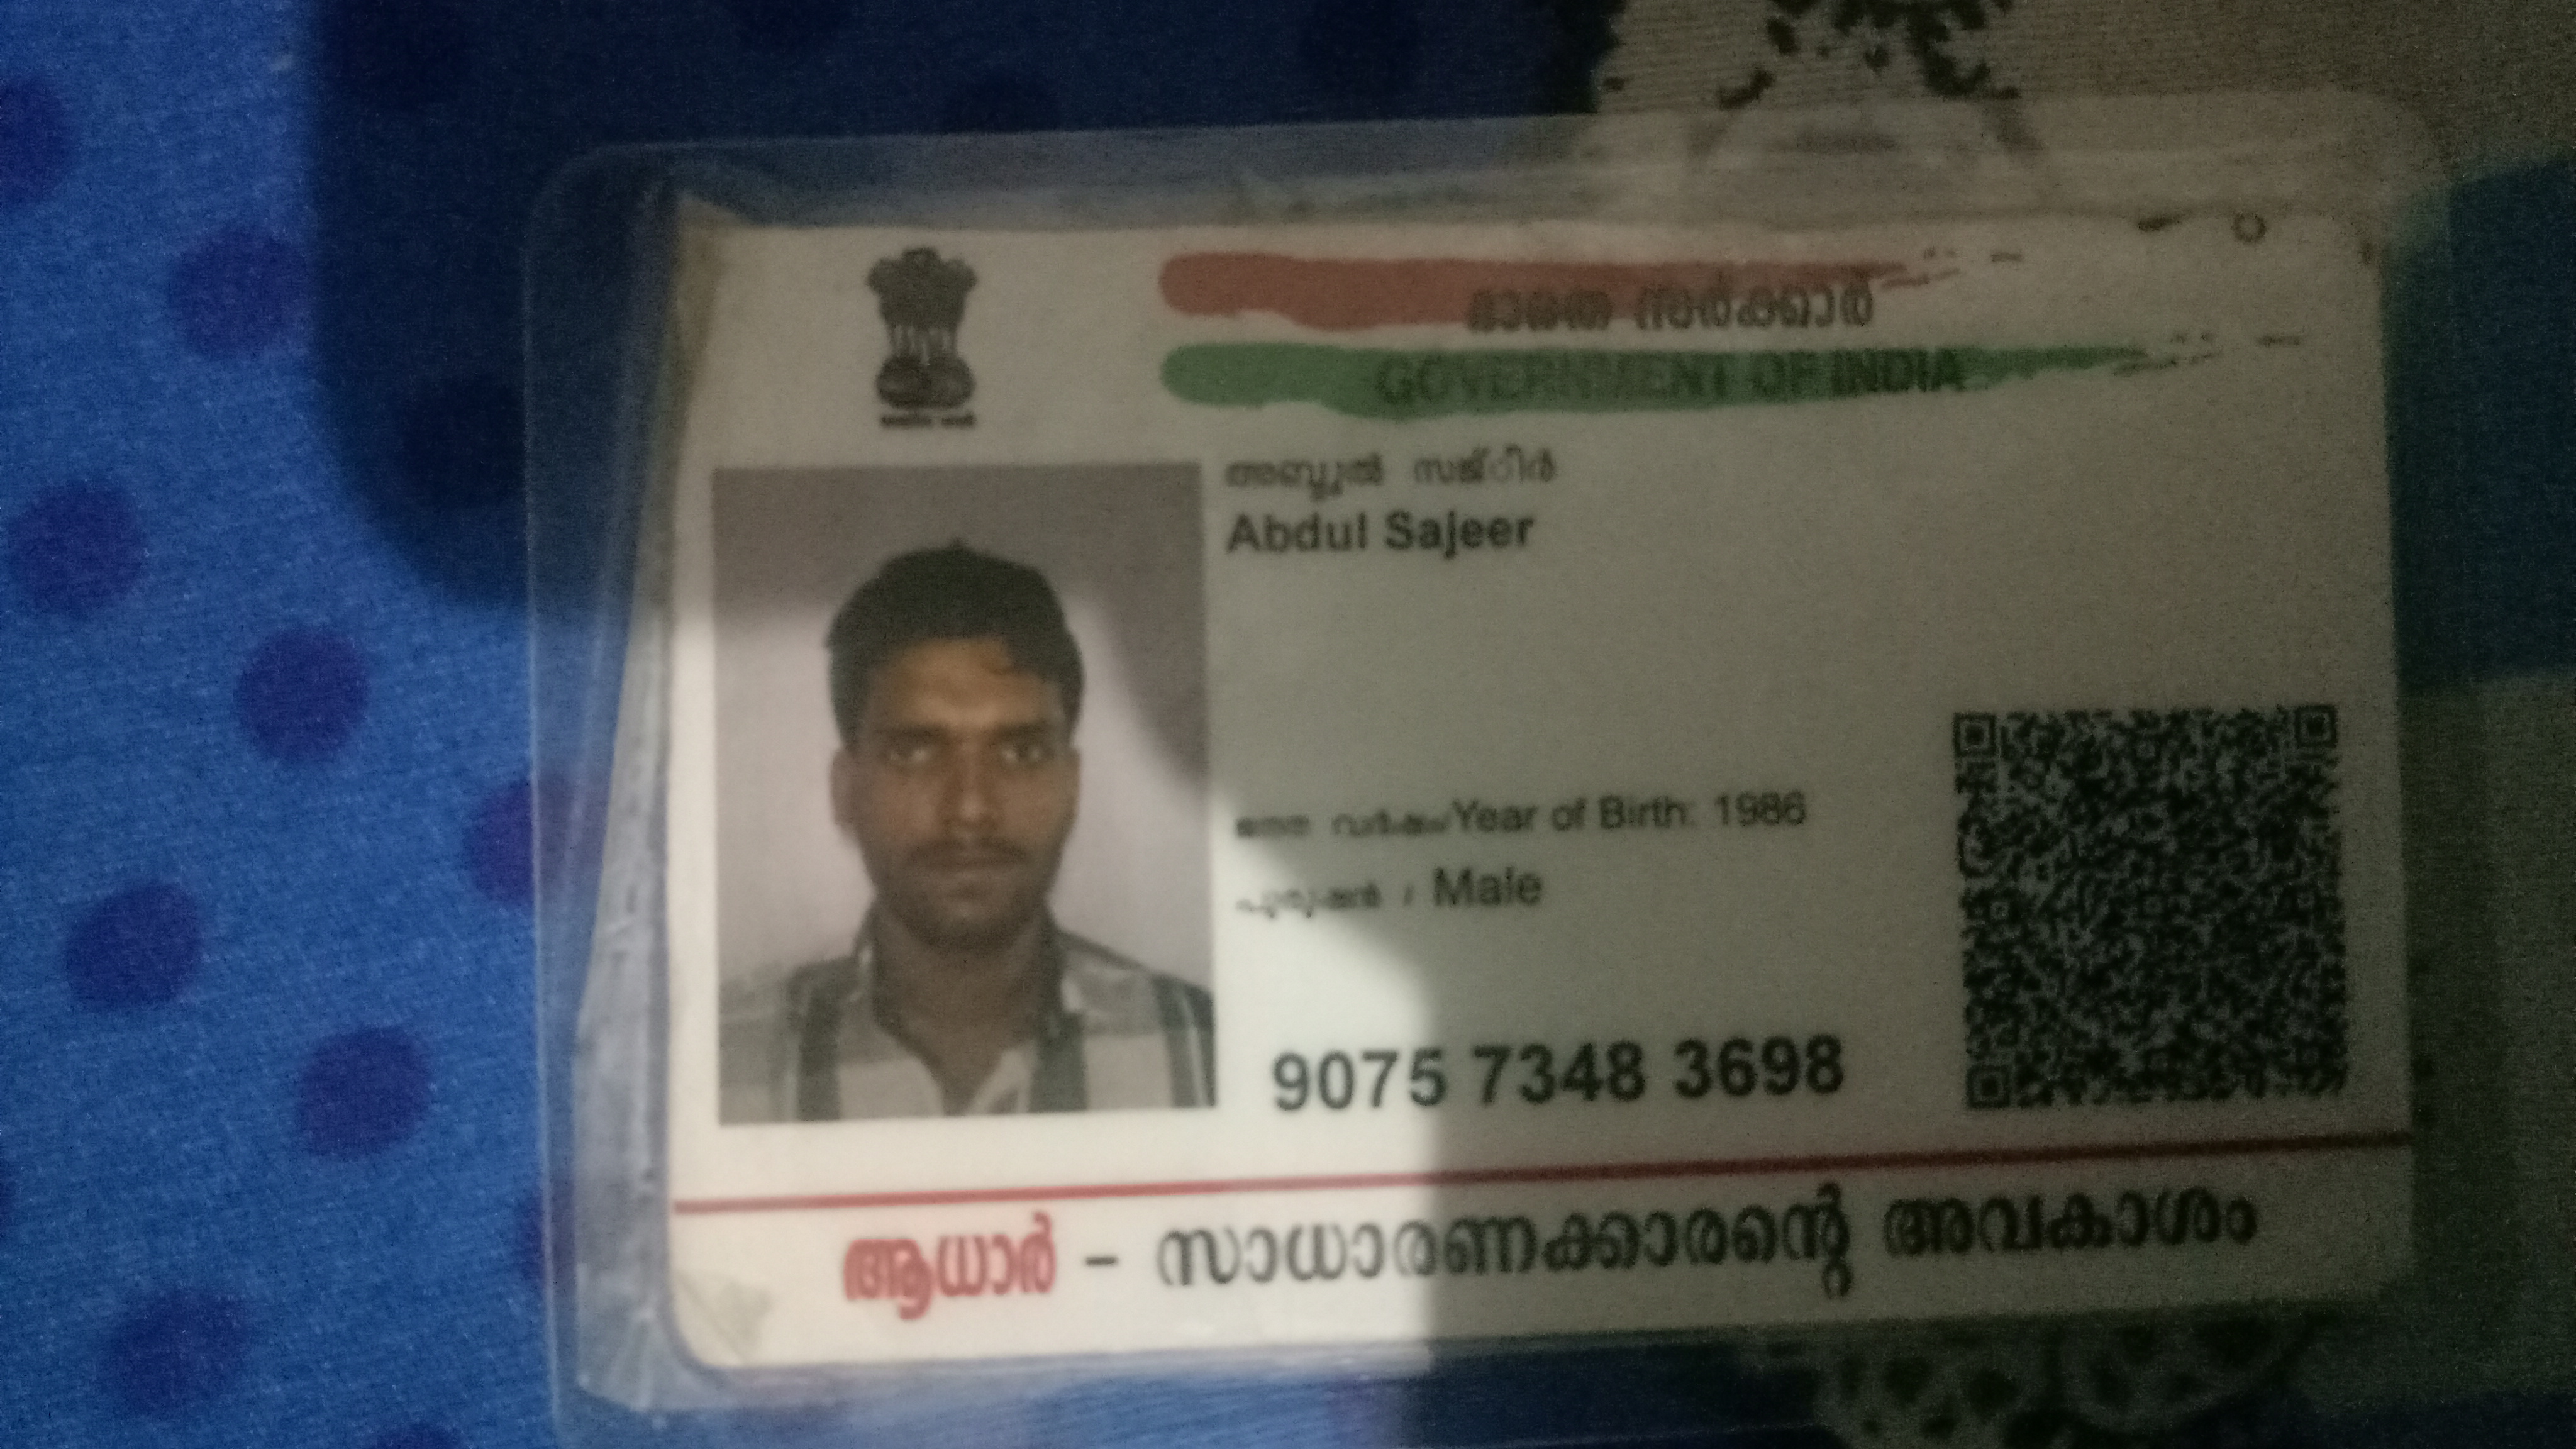 ഭാരത സർക്കാർ
GOVERNMENT OF INDIA
അബ്ദുൽ
Abdul Sajeer
ജനന വർഷം/Year of Birth: 1986
പുരുഷൻ / Male
9075 7348 3698
ആധാർ – സാധാരണക്കാരന്റെ അവകാശം